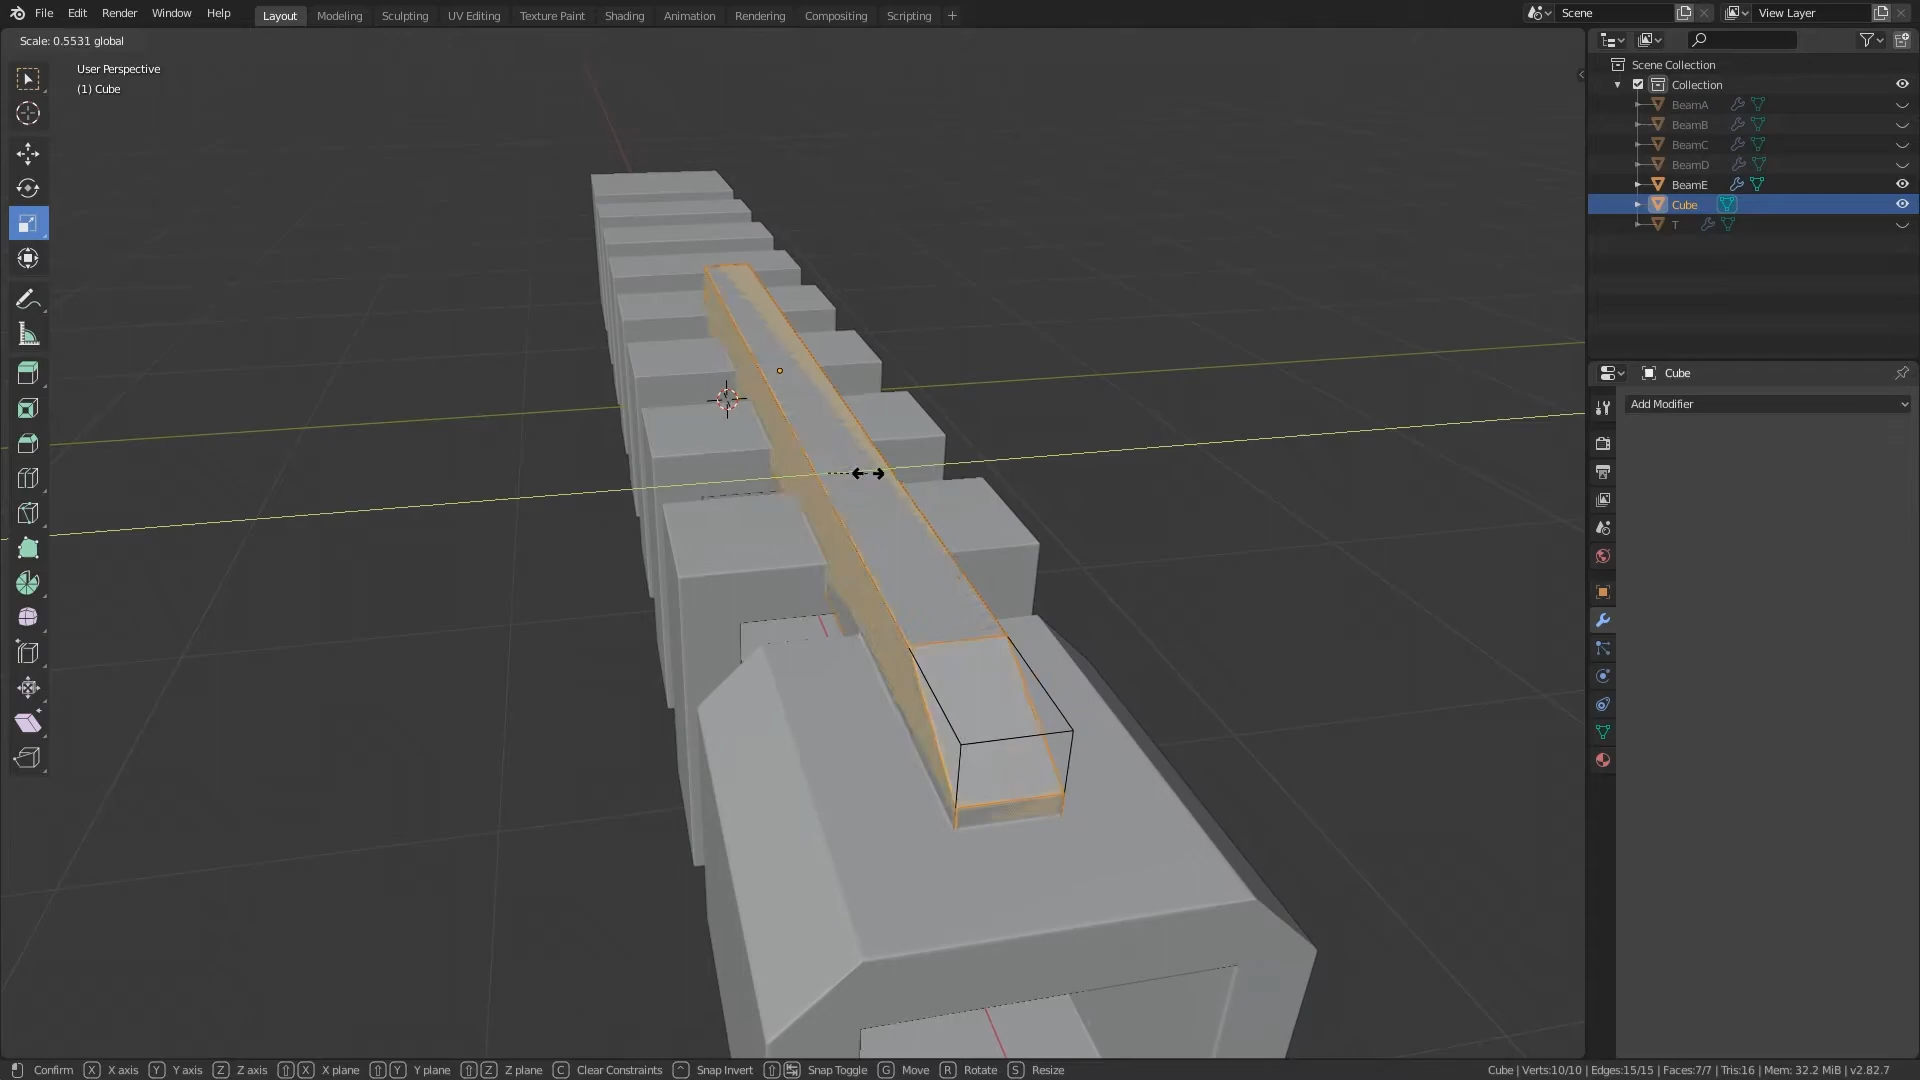 File Edit Render Window Help Layout Modeling Sculpting UV Editing Texture Paint Shading Animation Rendering Compositing Scripting + Scene View Layer
Scale: 0.5531 global
User Perspective
(1) Cube
Scene Collection
Collection
BeamA
BeamB
BeamC
BeamD
BeamE
Cube
T
Cube
Add Modifier
Confirm X X axis Y Y axis Z Z axis X X plane Y Y plane Z Z plane C Clear Constraints ^ Snap Invert Snap Toggle G Move R Rotate S Resize Cube | Verts:10/10 | Edges:15/15 | Faces:7/7 | Tris:16 | Mem: 32.2 MiB | v2.82.7